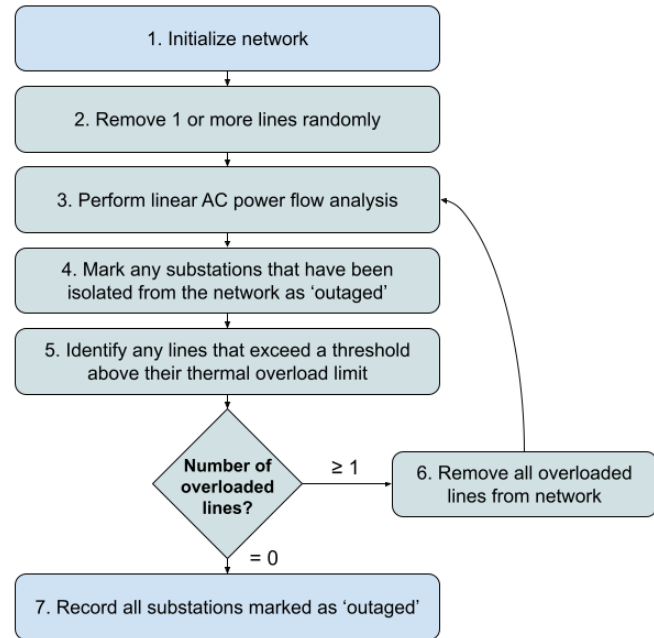 1. Initialize network
2. Remove 1 or more lines randomly
3. Perform linear AC power flow analysis
4. Mark any substations that have been
isolated from the network as ‘outaged’
5. Identify any lines that exceed a threshold
above their thermal overload limit
Number of
overloaded
lines?
≥ 1
6. Remove all overloaded
lines from network
= 0
7. Record all substations marked as ‘outaged’